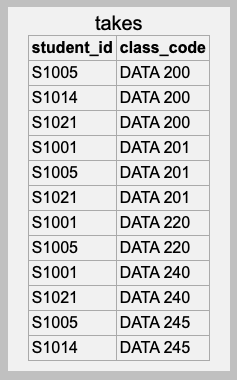 takes
student_id class_code
S1005 DATA 200
S1014 DATA 200
S1021 DATA 200
S1001 DATA 201
S1005 DATA 201
S1021 DATA 201
S1001 DATA 220
S1005 DATA 220
S1001 DATA 240
S1021 DATA 240
S1005 DATA 245
S1014 DATA 245